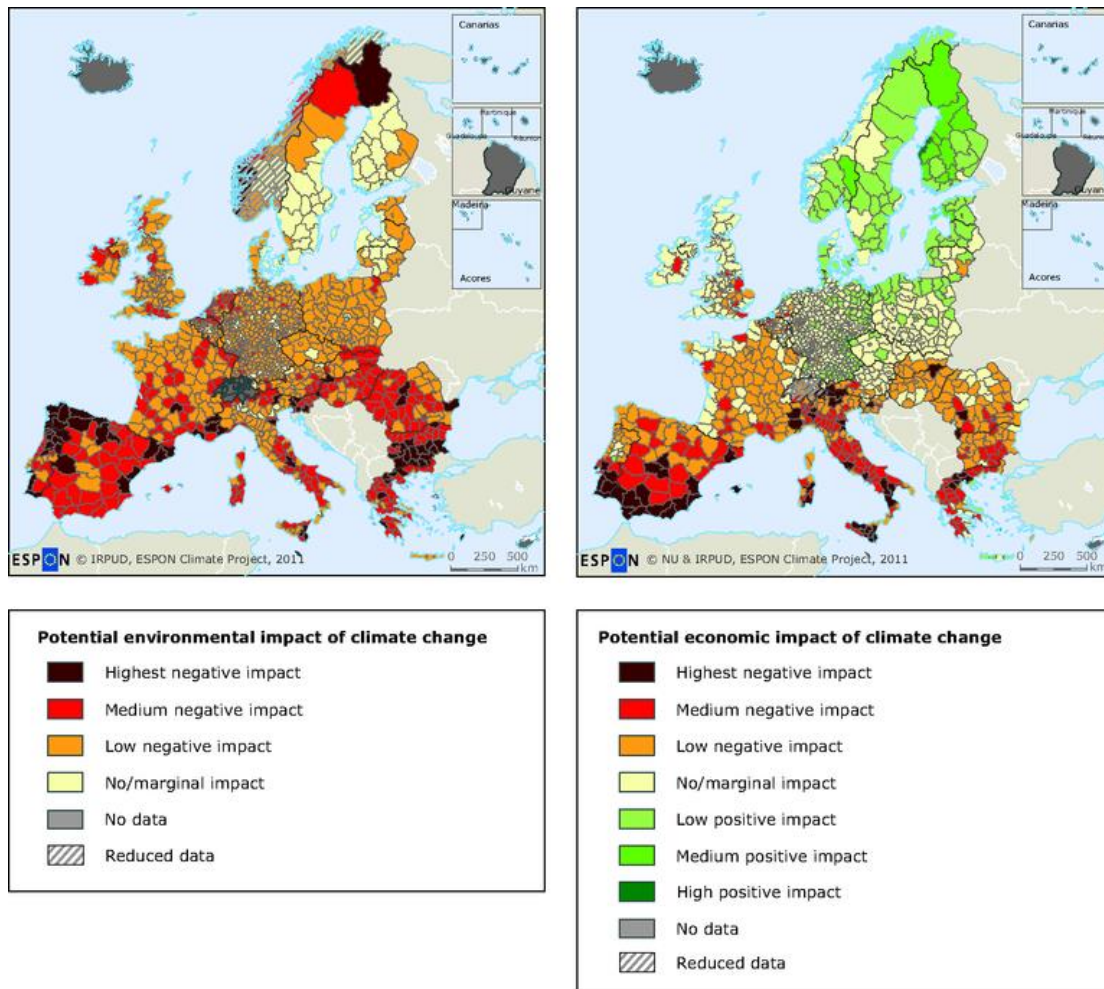 Canarias
Martinique
Guadeloupe
Réunion
Guyane
Madeira
Acores
ESPON © IRPUD, ESPON Climate Project, 2011
0 250 500
km
Canarias
Martinique
Guadeloupe
Réunion
Guyane
Madeira
Acores
ESPON © NU & IRPUD, ESPON Climate Project, 2011
0 250 500
km
Potential environmental impact of climate change
Highest negative impact
Medium negative impact
Low negative impact
No/marginal impact
No data
Reduced data
Potential economic impact of climate change
Highest negative impact
Medium negative impact
Low negative impact
No/marginal impact
Low positive impact
Medium positive impact
High positive impact
No data
Reduced data